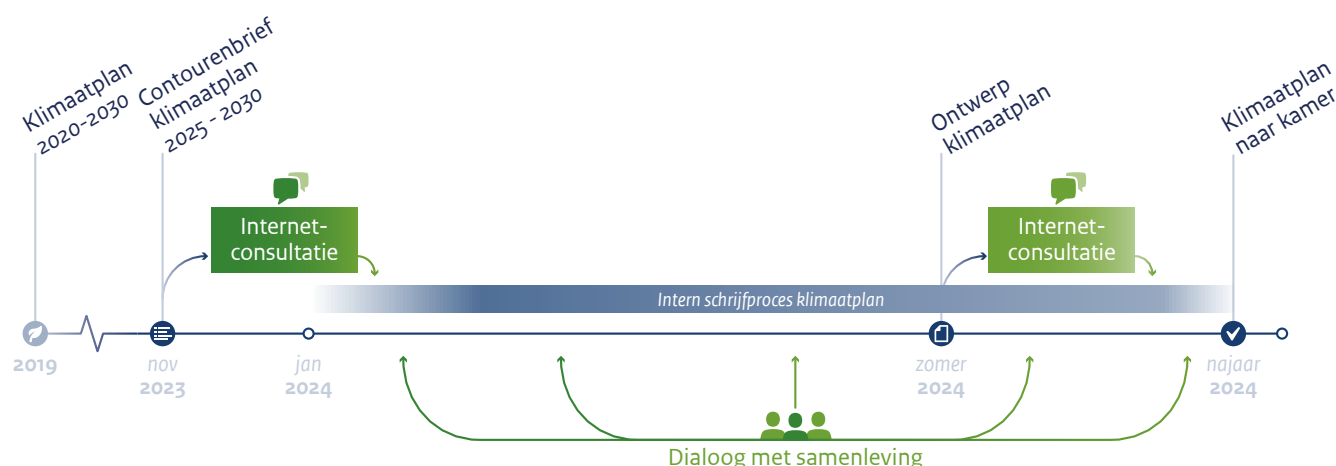 Klimaatplan
2020-2030
Contourenbrief
klimaatplan
2025 - 2030
Ontwerp
klimaatplan
Klimaatplan
naar kamer
Internet-
consultatie
Internet-
consultatie
Intern schrijfproces klimaatplan
2019
nov
2023
jan
2024
zomer
2024
najaar
2024
Dialoog met samenleving